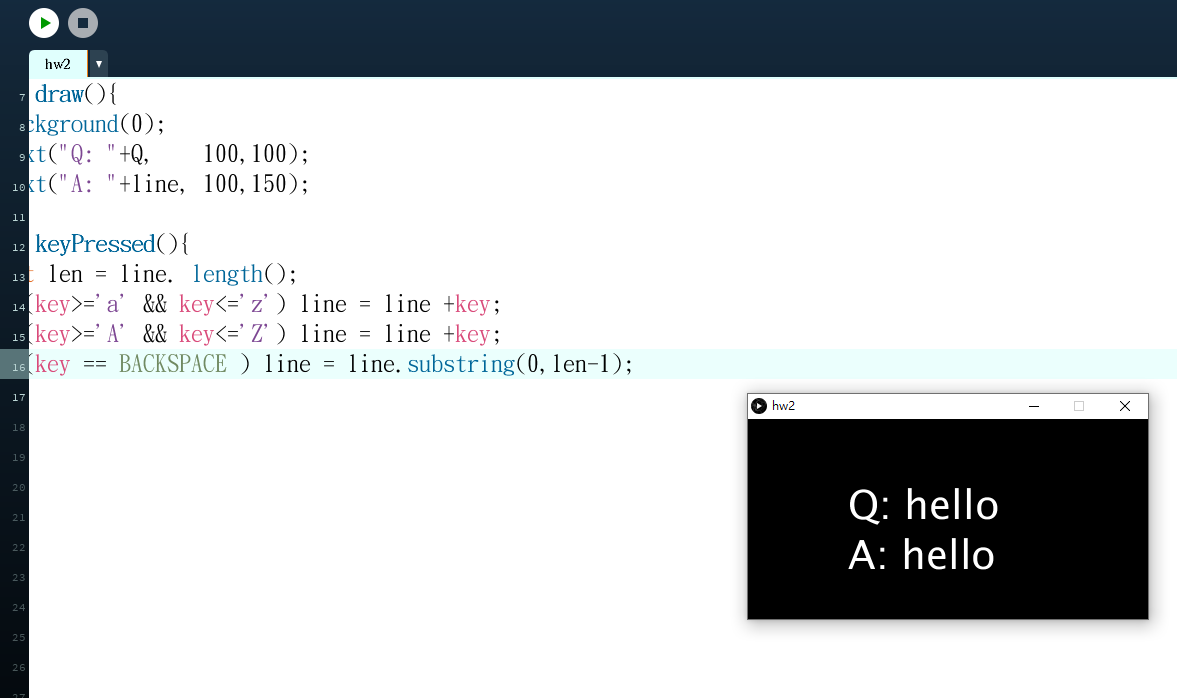 hw2
7 draw(){
8 ckground(0);
9 xt("Q: "+Q,    100,100);
10 xt("A: "+line, 100,150);
11
12 keyPressed(){
13 t len = line. length();
14 (key>='a' && key<='z') line = line +key;
15 (key>='A' && key<='Z') line = line +key;
16 (key == BACKSPACE ) line = line.substring(0,len-1);
17
18
19
20
21
22
23
24
25
26
27
hw2
Q: hello
A: hello